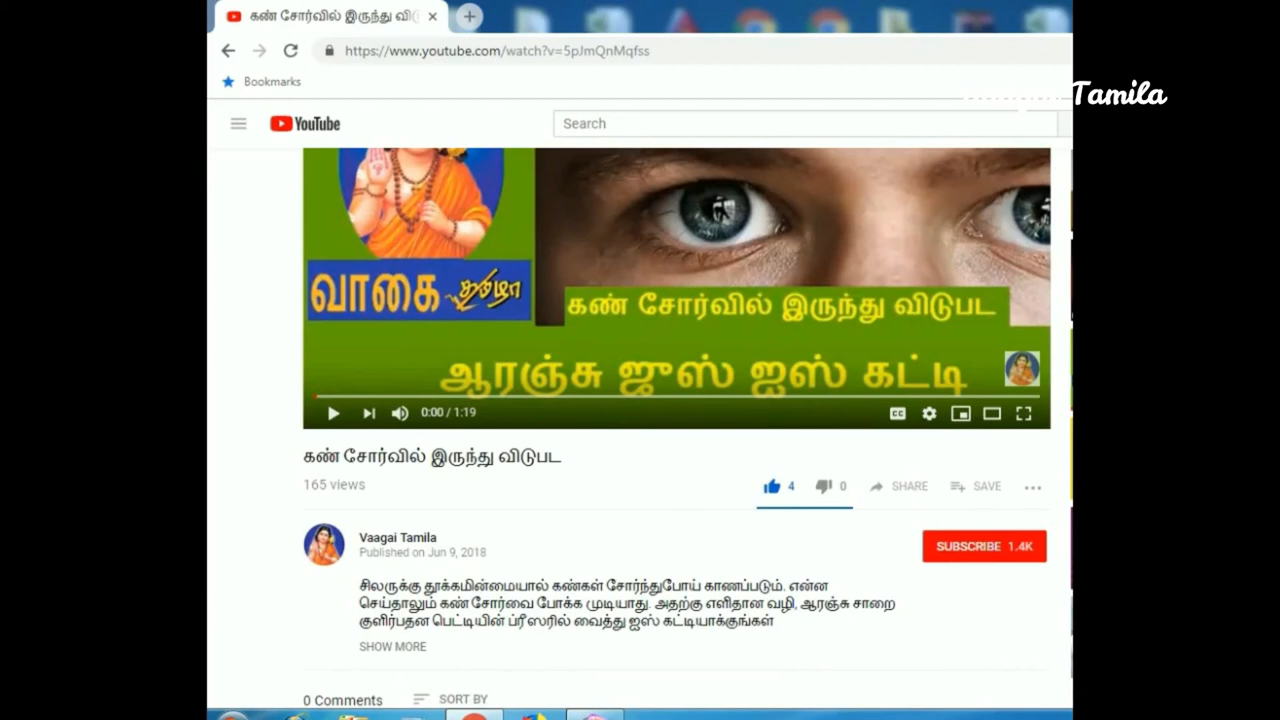 கண் சோர்வில் இருந்து விடு
https://www.youtube.com/watch?v=5pJmQnMqfss
Bookmarks
Tamila
YouTube
Search
வாகை தமிழா
கண் சோர்வில் இருந்து விடுபட
ஆரஞ்சு ஜுஸ் ஐஸ் கட்டி
0:00 / 1:19
CC
கண் சோர்வில் இருந்து விடுபட
165 views
4
0
SHARE
SAVE
Vaagai Tamila
Published on Jun 9, 2018
SUBSCRIBE 1.4K
சிலருக்கு தூக்கமின்மையால் கண்கள் சோர்ந்துபோய் காணப்படும். என்ன
செய்தாலும் கண் சோர்வை போக்க முடியாது. அதற்கு எளிதான வழி, ஆரஞ்சு சாறை
குளிர்பதன பெட்டியின் ப்ரீஸரில் வைத்து ஐஸ் கட்டியாக்குங்கள்
SHOW MORE
0 Comments
SORT BY